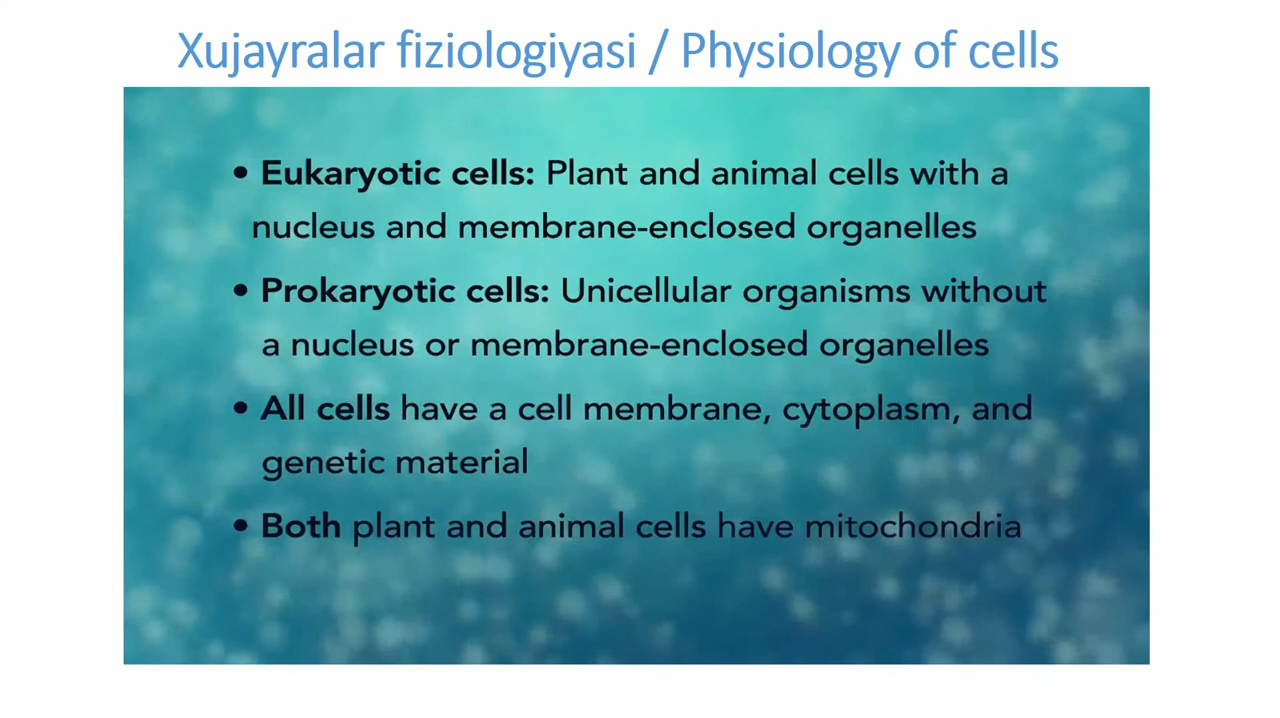 Xujayralar fiziologiyasi / Physiology of cells
• Eukaryotic cells: Plant and animal cells with a
nucleus and membrane-enclosed organelles
• Prokaryotic cells: Unicellular organisms without
a nucleus or membrane-enclosed organelles
• All cells have a cell membrane, cytoplasm, and
genetic material
• Both plant and animal cells have mitochondria